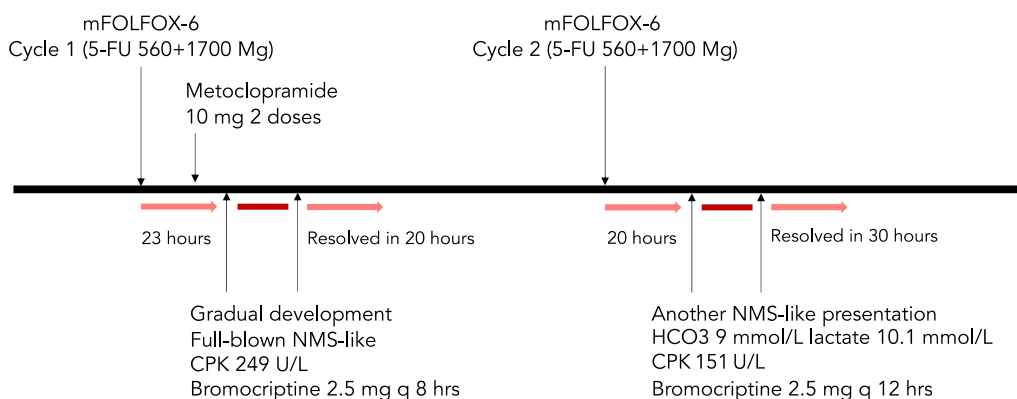 mFOLFOX-6
Cycle 1 (5-FU 560+1700 Mg)
Metoclopramide
10 mg 2 doses
23 hours
Resolved in 20 hours
Gradual development
Full-blown NMS-like
CPK 249 U/L
Bromocriptine 2.5 mg q 8 hrs
mFOLFOX-6
Cycle 2 (5-FU 560+1700 Mg)
20 hours
Resolved in 30 hours
Another NMS-like presentation
HCO3 9 mmol/L lactate 10.1 mmol/L
CPK 151 U/L
Bromocriptine 2.5 mg q 12 hrs